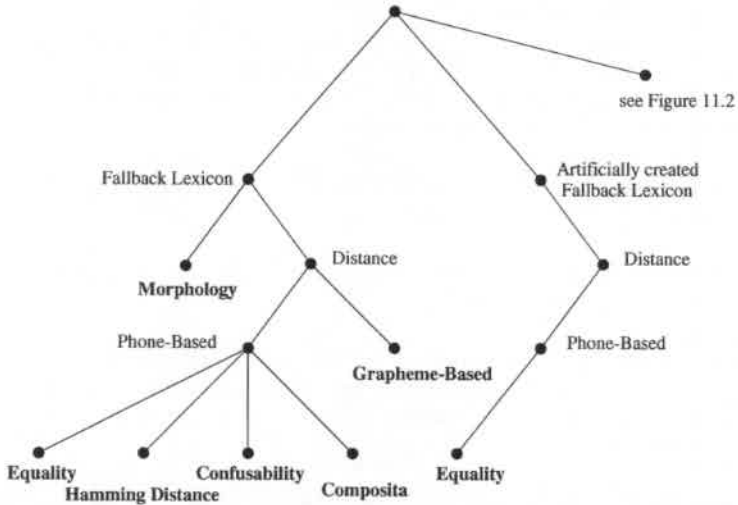 see Figure 11.2
Fallback Lexicon
Artificially created
Fallback Lexicon
Distance
Distance
Morphology
Phone-Based
Phone-Based
Grapheme-Based
Equality
Confusability
Equality
Hamming Distance
Composita